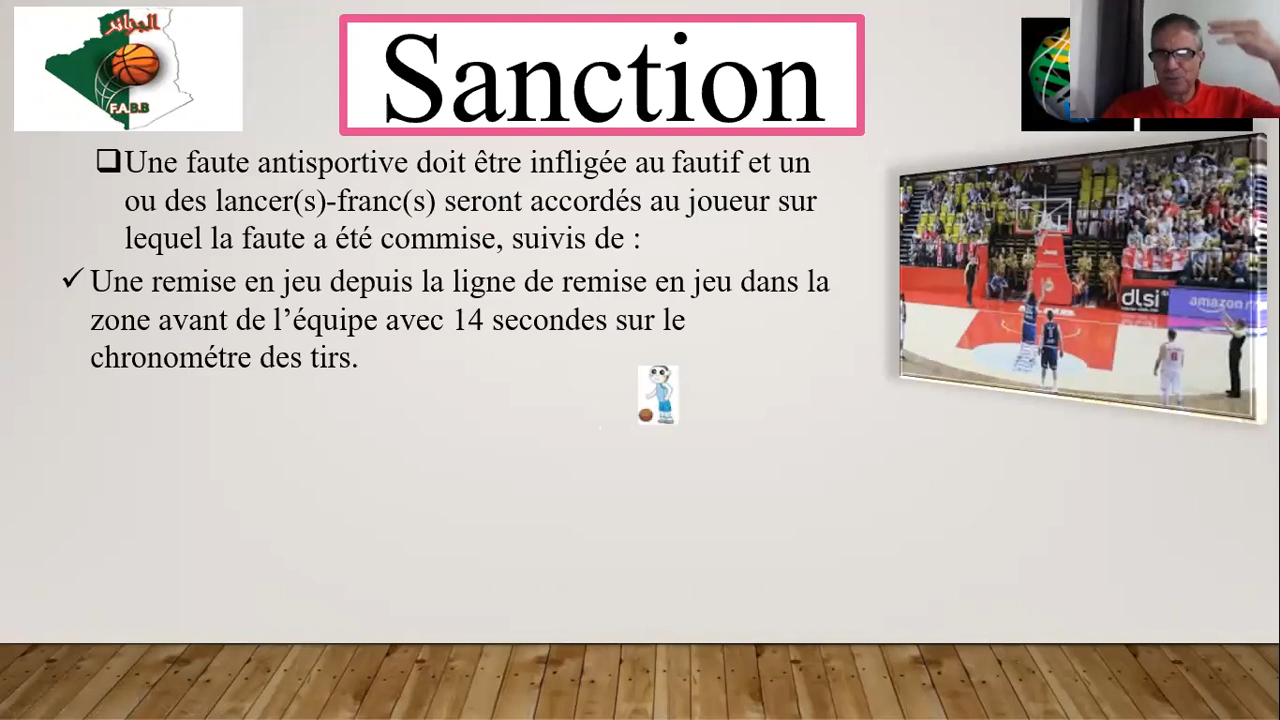 الجزائر
F.A.B.B
Sanction
❑Une faute antisportive doit être infligée au fautif et un
ou des lancer(s)-franc(s) seront accordés au joueur sur
lequel la faute a été commise, suivis de :
✓ Une remise en jeu depuis la ligne de remise en jeu dans la
zone avant de l’équipe avec 14 secondes sur le
chronométre des tirs.
dlsi
amazon